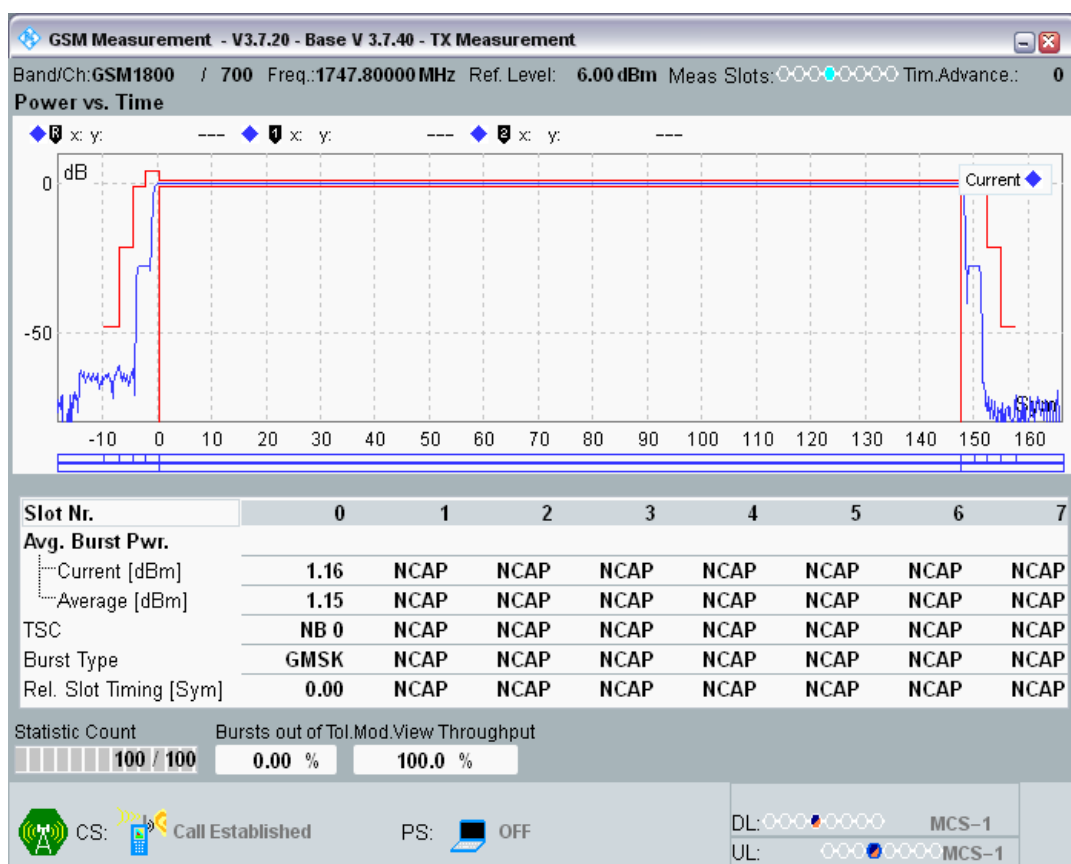 GSM Measurement - V3.7.20 - Base V 3.7.40 - TX Measurement
Band/Ch:GSM1800 / 700 Freq.:1747.80000 MHz Ref. Level: 6.00 dBm Meas Slots: Tim.Advance.: 0
Power vs. Time
R x: y: --- 1 x: y: --- 2 x: y: ---
dB
Current
0
-50
Sym
-10 0 10 20 30 40 50 60 70 80 90 100 110 120 130 140 150 160
Slot Nr. 0 1 2 3 4 5 6 7
Avg. Burst Pwr.
Current [dBm] 1.16 NCAP NCAP NCAP NCAP NCAP NCAP NCAP
Average [dBm] 1.15 NCAP NCAP NCAP NCAP NCAP NCAP NCAP
TSC NB 0 NCAP NCAP NCAP NCAP NCAP NCAP NCAP
Burst Type GMSK NCAP NCAP NCAP NCAP NCAP NCAP NCAP
Rel. Slot Timing [Sym] 0.00 NCAP NCAP NCAP NCAP NCAP NCAP NCAP
Statistic Count Bursts out of Tol. Mod.View Throughput
100 / 100 0.00 % 100.0 %
CS: Call Established PS: OFF
DL: MCS-1
UL: MCS-1